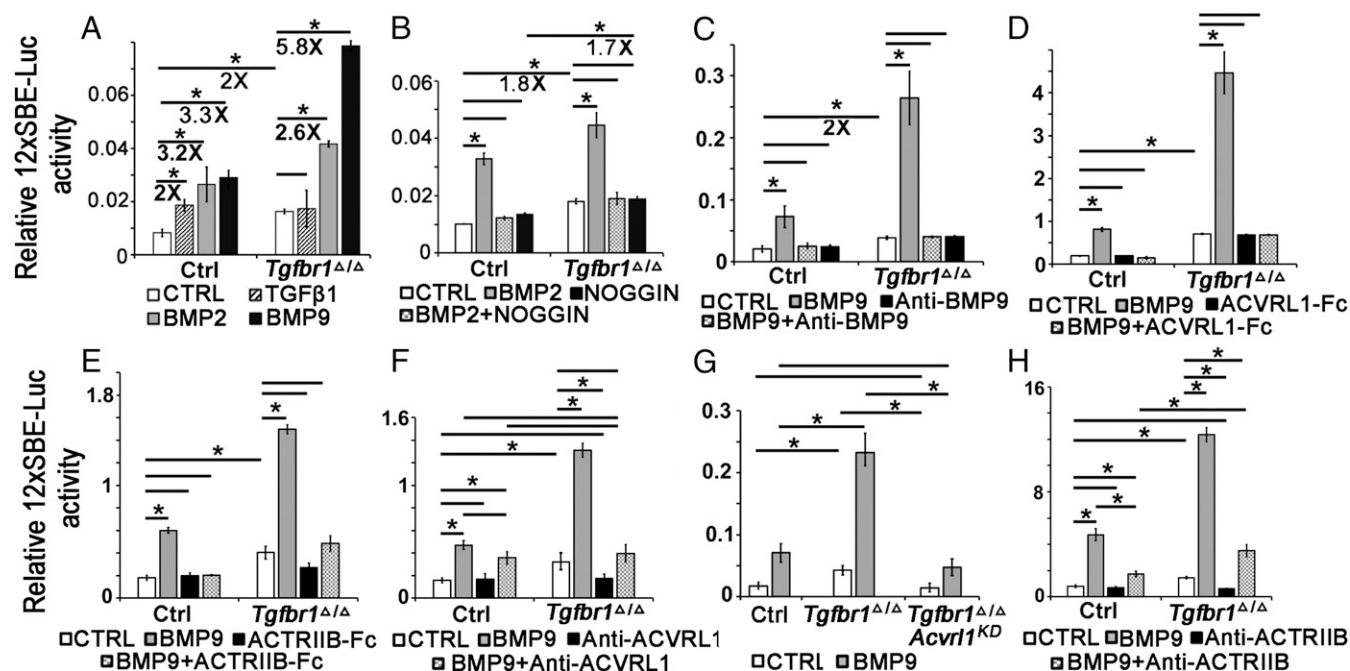 A
Relative 12xSBE-Luc activity
0.06
0.04
0.02
0
*
5.8X
*
2X
*
3.3X
*
3.2X
*
2X
*
2.6X
Ctrl
Tgfbr1Δ/Δ
CTRL TGFβ1
BMP2 BMP9
B
0.06
0.04
0.02
0
*
1.7X
*
1.8X
*
*
Ctrl
Tgfbr1Δ/Δ
CTRL BMP2 NOGGIN
BMP2+NOGGIN
C
0.3
0.2
0.1
0
*
*
2X
*
Ctrl
Tgfbr1Δ/Δ
CTRL BMP9 Anti-BMP9
BMP9+Anti-BMP9
D
4
3
2
1
0
*
*
*
Ctrl
Tgfbr1Δ/Δ
CTRL BMP9 ACVRL1-Fc
BMP9+ACVRL1-Fc
E
Relative 12xSBE-Luc activity
1.8
1
0
*
*
*
Ctrl
Tgfbr1Δ/Δ
CTRL BMP9 ACTRIIB-Fc
BMP9+ACTRIIB-Fc
F
1.6
1
0
*
*
*
*
*
Ctrl
Tgfbr1Δ/Δ
CTRL BMP9 Anti-ACVRL1
BMP9+Anti-ACVRL1
G
0.3
0.2
0.1
0
*
*
*
*
Ctrl
Tgfbr1Δ/Δ
Tgfbr1Δ/Δ
Acvrl1KD
CTRL BMP9
H
16
12
8
4
0
*
*
*
*
*
*
*
*
Ctrl
Tgfbr1Δ/Δ
CTRL BMP9 Anti-ACTRIIB
BMP9+Anti-ACTRIIB